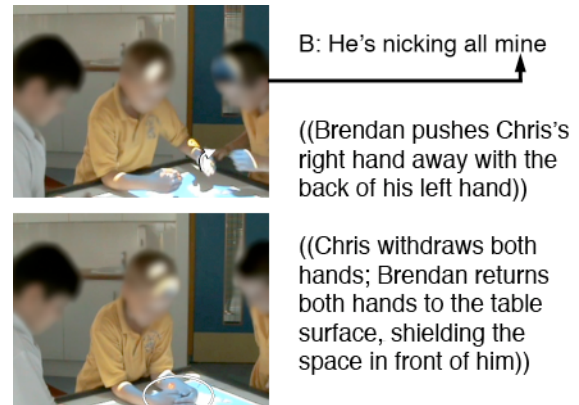 B: He's nicking all mine
((Brendan pushes Chris's
right hand away with the
back of his left hand))
((Chris withdraws both
hands; Brendan returns
both hands to the table
surface, shielding the
space in front of him))